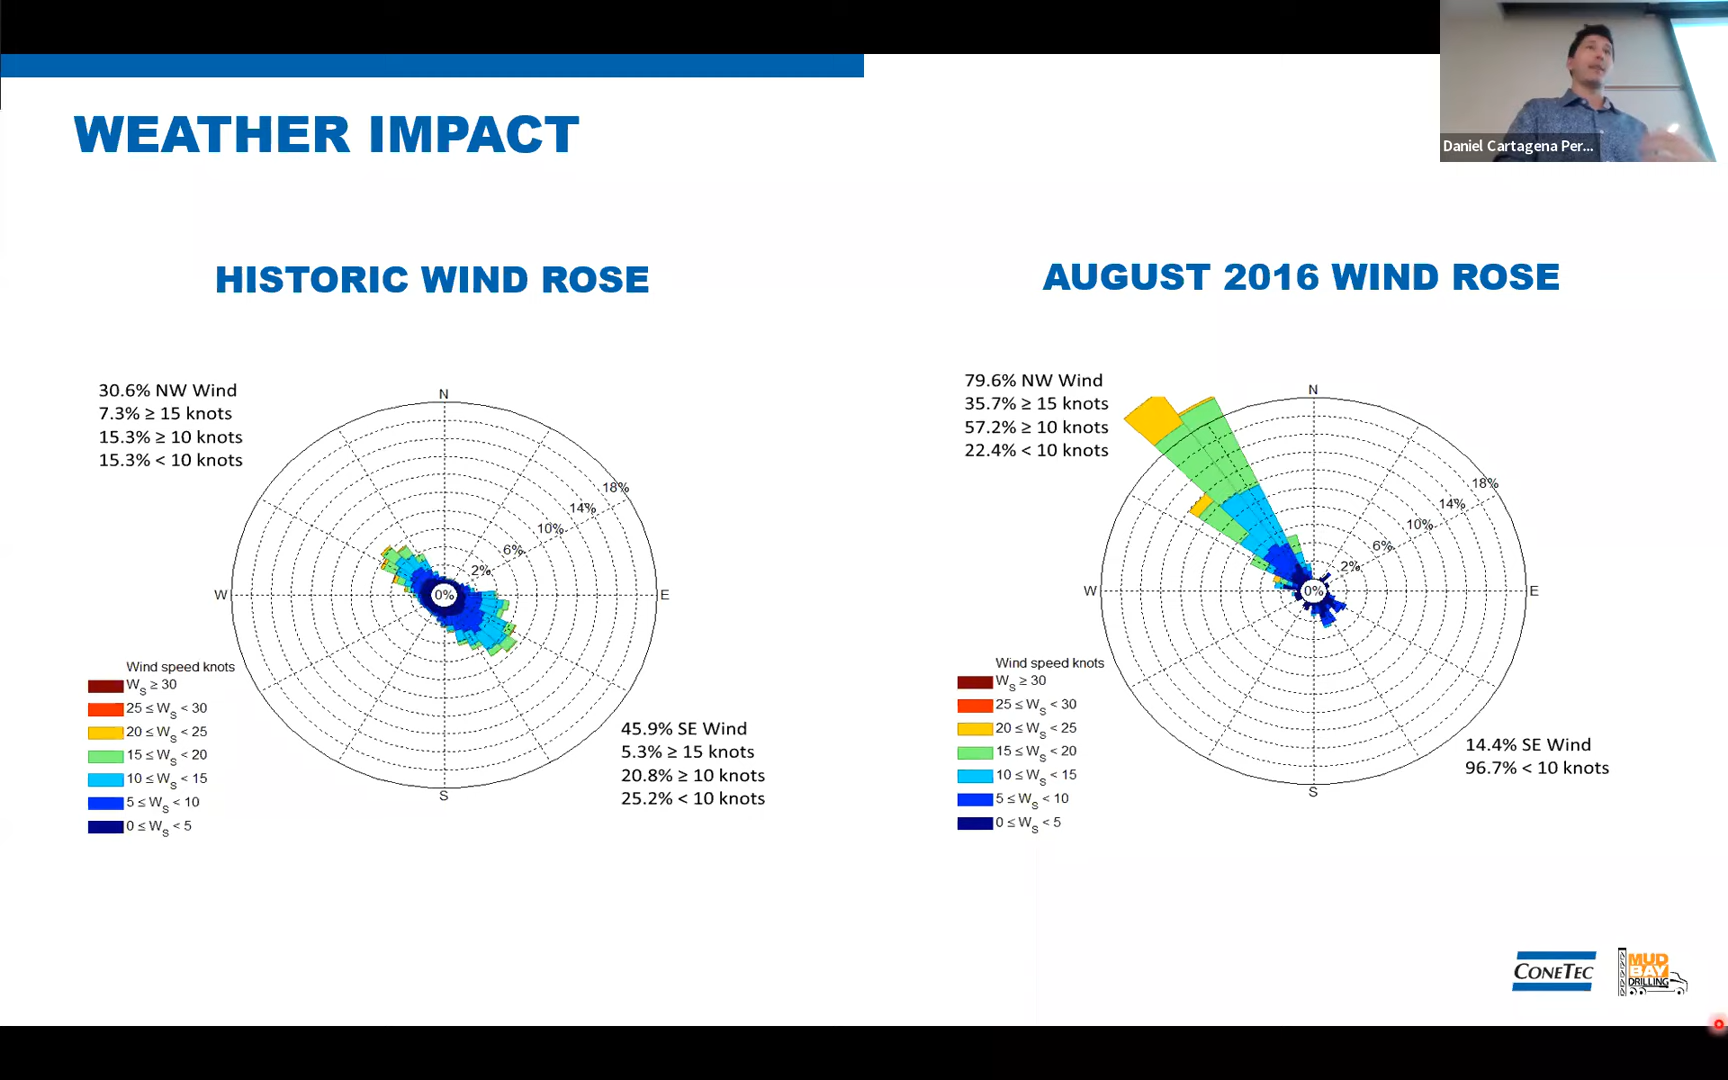 Daniel Cartagena Per...
WEATHER IMPACT
HISTORIC WIND ROSE
30.6% NW Wind
7.3% ≥ 15 knots
15.3% ≥ 10 knots
15.3% < 10 knots
N
18%
14%
10%
6%
2%
0%
W
E
S
Wind speed knots
W_S ≥ 30
25 ≤ W_S < 30
20 ≤ W_S < 25
15 ≤ W_S < 20
10 ≤ W_S < 15
5 ≤ W_S < 10
0 ≤ W_S < 5
45.9% SE Wind
5.3% ≥ 15 knots
20.8% ≥ 10 knots
25.2% < 10 knots
AUGUST 2016 WIND ROSE
79.6% NW Wind
35.7% ≥ 15 knots
57.2% ≥ 10 knots
22.4% < 10 knots
N
18%
14%
10%
6%
2%
0%
W
E
S
Wind speed knots
W_S ≥ 30
25 ≤ W_S < 30
20 ≤ W_S < 25
15 ≤ W_S < 20
10 ≤ W_S < 15
5 ≤ W_S < 10
0 ≤ W_S < 5
14.4% SE Wind
96.7% < 10 knots
CONETEC
MUD
BAY
DRILLING